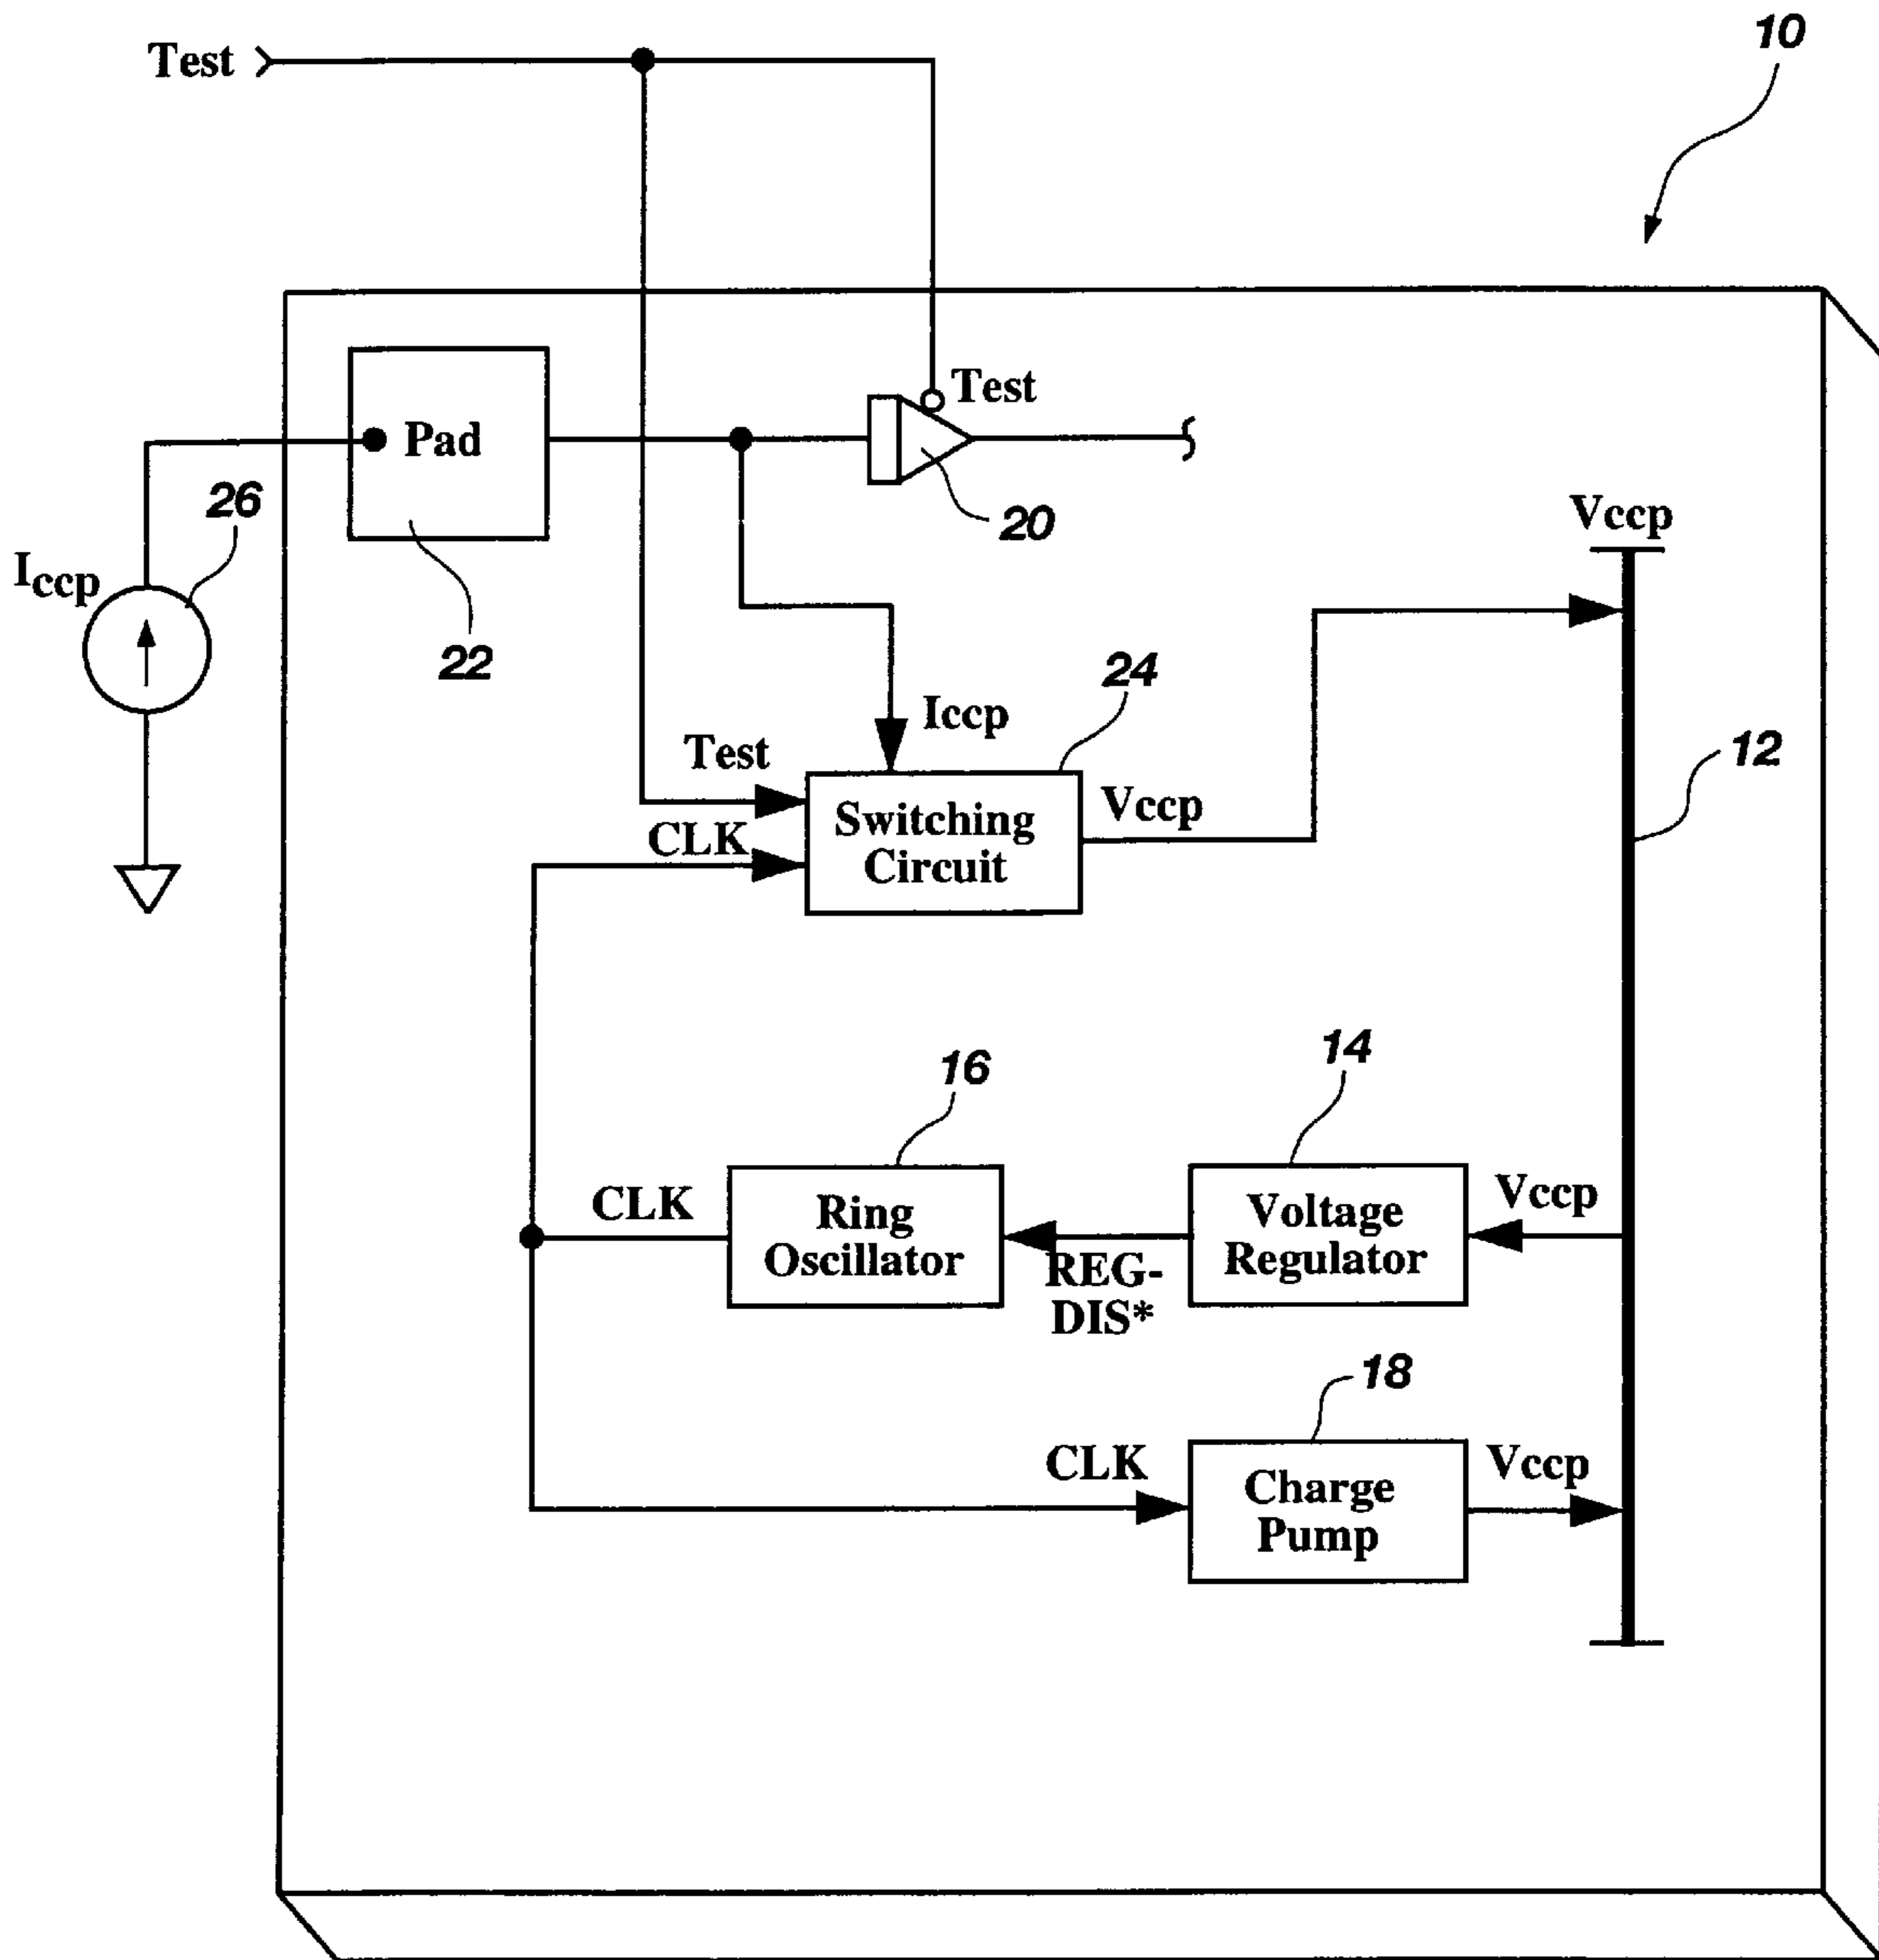 10
Test
Test
Pad
26
20
Vccp
Iccp
22
24
Iccp
Test
12
Vccp
CLK
Switching
Circuit
14
16
CLK
Vccp
Ring
Oscillator
Voltage
Regulator
REG-
DIS*
18
CLK
Vccp
Charge
Pump